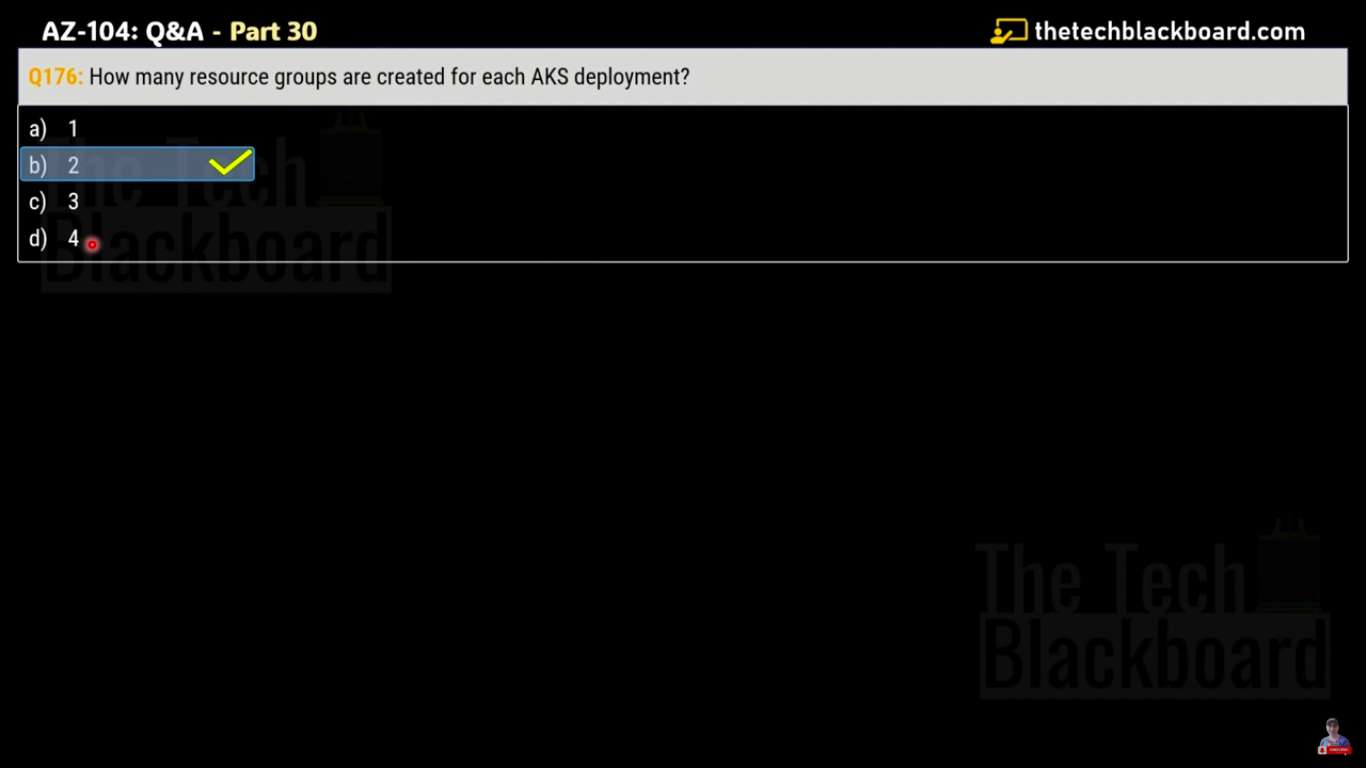 AZ-104: Q&A - Part 30
thetechblackboard.com
Q176: How many resource groups are created for each AKS deployment?
a) 1
b) 2
c) 3
d) 4
The Tech
Blackboard
The Tech
Blackboard